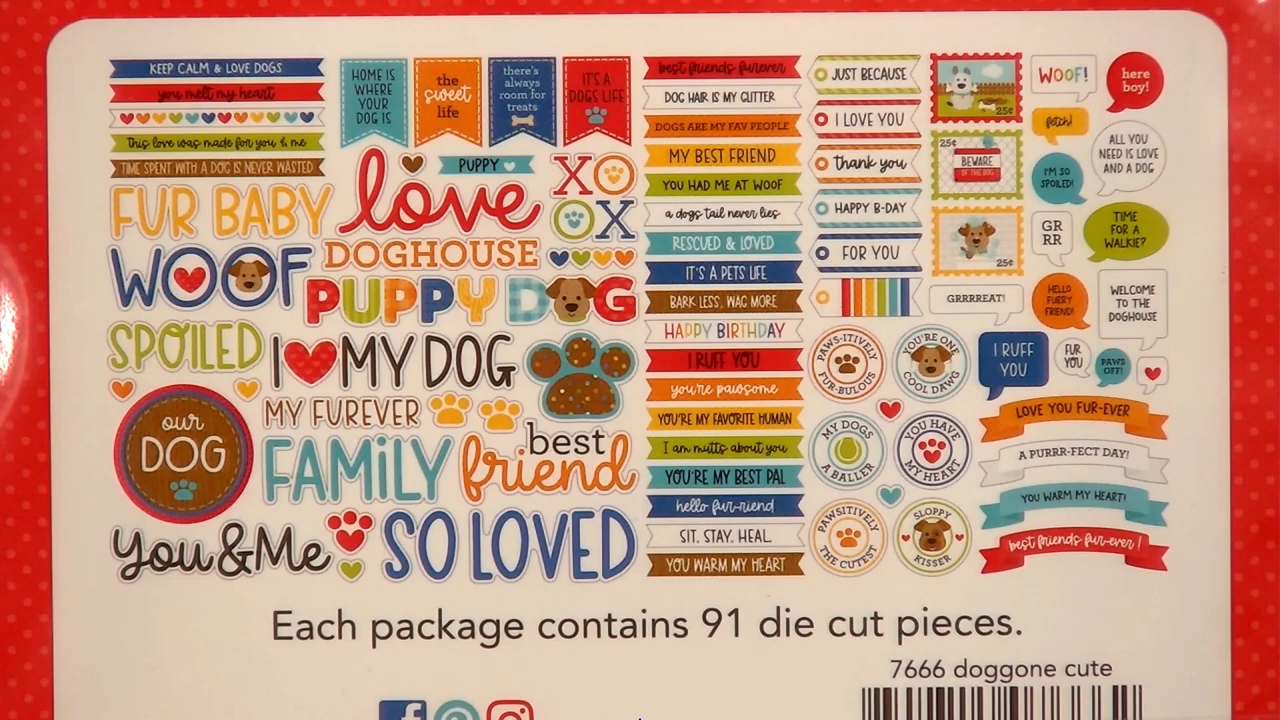 KEEP CALM & LOVE DOGS
you melt my heart
this love was made for you & me
TIME SPENT WITH A DOG IS NEVER WASTED
HOME IS
WHERE
YOUR
DOG IS
the
sweet
life
there's
always
room for
treats
IT'S A
DOGS LIFE
FUR BABY
love
PUPPY
XO
OX
WOOF
DOGHOUSE
PUPPY DOG
SPOILED
I MY DOG
our
DOG
MY FUREVER
FAMiLY
best
friend
you & Me
SO LOVED
best friends furever
DOG HAIR IS MY GLITTER
DOGS ARE MY FAV PEOPLE
MY BEST FRIEND
YOU HAD ME AT WOOF
a dogs tail never lies
RESCUED & LOVED
IT'S A PETS LIFE
BARK LESS, WAG MORE
HAPPY BIRTHDAY
I RUFF YOU
you're pawsome
YOU'RE MY FAVORITE HUMAN
I am mutts about you
YOU'RE MY BEST PAL
hello fur-riend
SIT. STAY. HEAL.
YOU WARM MY HEART
JUST BECAUSE
I LOVE YOU
thank you
HAPPY B-DAY
FOR YOU
25¢
25¢
BEWARE
OF THE DOG
25¢
WOOF!
here
boy!
fetch!
ALL YOU
NEED IS LOVE
AND A DOG
I'M SO
SPOILED!
GR
RR
TIME
FOR A
WALKIE?
GRRRREAT!
HELLO
FURRY
FRIEND!
WELCOME
TO THE
DOGHOUSE
PAWS-ITIVELY
FUR-BULOUS
YOU'RE ONE
COOL DAWG
I RUFF
YOU
FUR
YOU
PAWS
OFF!
MY DOGS
A BALLER
YOU HAVE
MY HEART
LOVE YOU FUR-EVER
A PURRR-FECT DAY!
YOU WARM MY HEART!
best friends fur-ever!
PAWSITIVELY
THE CUTEST
SLOPPY
KISSER
Each package contains 91 die cut pieces.
7666 doggone cute